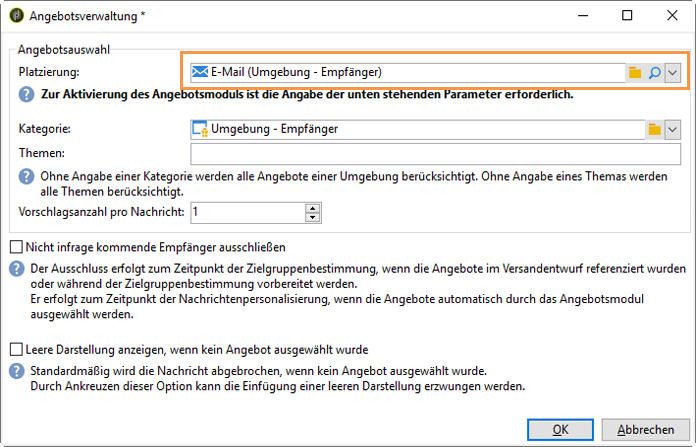 Angebotsverwaltung *
Angebotsauswahl
Platzierung: E-Mail (Umgebung - Empfänger)
Zur Aktivierung des Angebotsmoduls ist die Angabe der unten stehenden Parameter erforderlich.
Kategorie: Umgebung - Empfänger
Themen:
Ohne Angabe einer Kategorie werden alle Angebote einer Umgebung berücksichtigt. Ohne Angabe eines Themas werden
alle Themen berücksichtigt.
Vorschlagsanzahl pro Nachricht: 1
Nicht infrage kommende Empfänger ausschließen
Der Ausschluss erfolgt zum Zeitpunkt der Zielgruppenbestimmung, wenn die Angebote im Versandentwurf referenziert wurden
oder während der Zielgruppenbestimmung vorbereitet werden.
Er erfolgt zum Zeitpunkt der Nachrichtenpersonalisierung, wenn die Angebote automatisch durch das Angebotsmodul
ausgewählt werden.
Leere Darstellung anzeigen, wenn kein Angebot ausgewählt wurde
Standardmäßig wird die Nachricht abgebrochen, wenn kein Angebot ausgewählt wurde.
Durch Ankreuzen dieser Option kann die Einfügung einer leeren Darstellung erzwungen werden.
OK Abbrechen